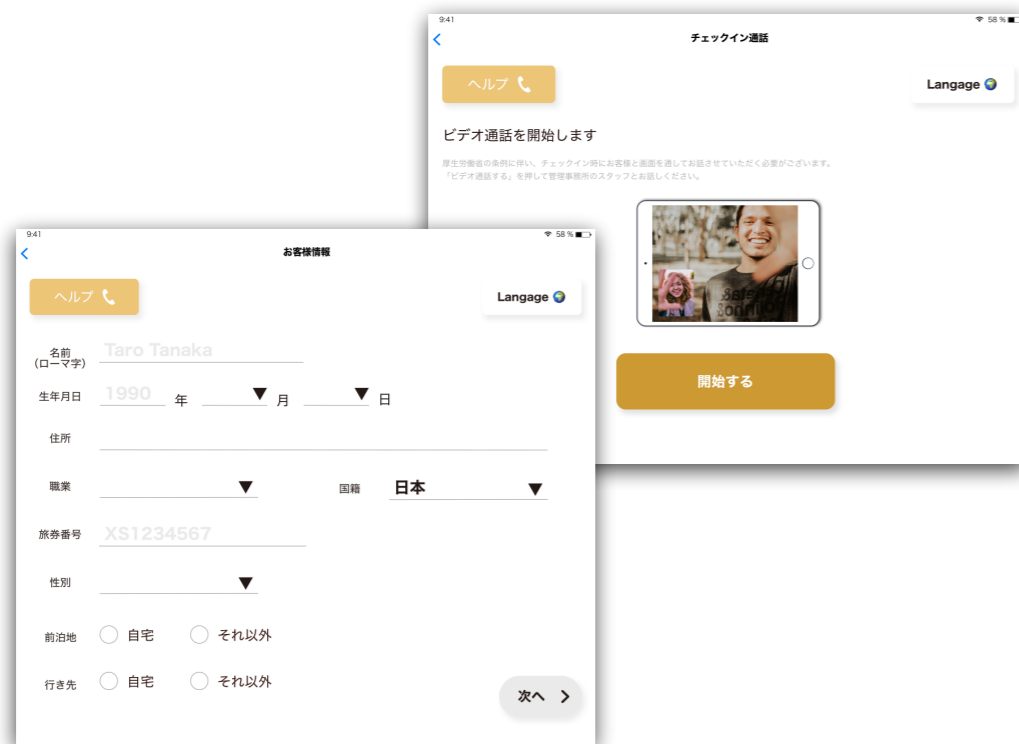 9:41
58 %
チェックイン通話
ヘルプ
Langage
ビデオ通話を開始します
厚生労働省の条例に伴い、チェックイン時にお客様と画面を通してお話させていただく必要がございます。
「ビデオ通話する」を押して管理事務所のスタッフとお話しください。
開始する
9:41
58 %
お客様情報
ヘルプ
Langage
名前
(ローマ字)
Taro Tanaka
生年月日 1990 年 ▼ 月 ▼ 日
住所
職業 ▼ 国籍 日本 ▼
旅券番号 XS1234567
性別 ▼
前泊地 自宅 それ以外
行き先 自宅 それ以外
次へ